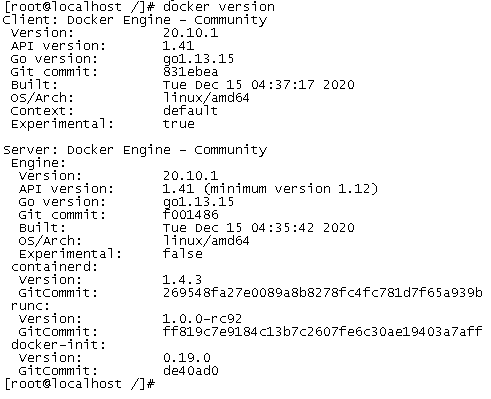 [root@localhost /]# docker version
Client: Docker Engine - Community
 Version:           20.10.1
 API version:       1.41
 Go version:        go1.13.15
 Git commit:        831ebea
 Built:             Tue Dec 15 04:37:17 2020
 OS/Arch:           linux/amd64
 Context:           default
 Experimental:      true

Server: Docker Engine - Community
 Engine:
  Version:          20.10.1
  API version:      1.41 (minimum version 1.12)
  Go version:       go1.13.15
  Git commit:       f001486
  Built:            Tue Dec 15 04:35:42 2020
  OS/Arch:          linux/amd64
  Experimental:     false
 containerd:
  Version:          1.4.3
  GitCommit:        269548fa27e0089a8b8278fc4fc781d7f65a939b
 runc:
  Version:          1.0.0-rc92
  GitCommit:        ff819c7e9184c13b7c2607fe6c30ae19403a7aff
 docker-init:
  Version:          0.19.0
  GitCommit:        de40ad0
[root@localhost /]#